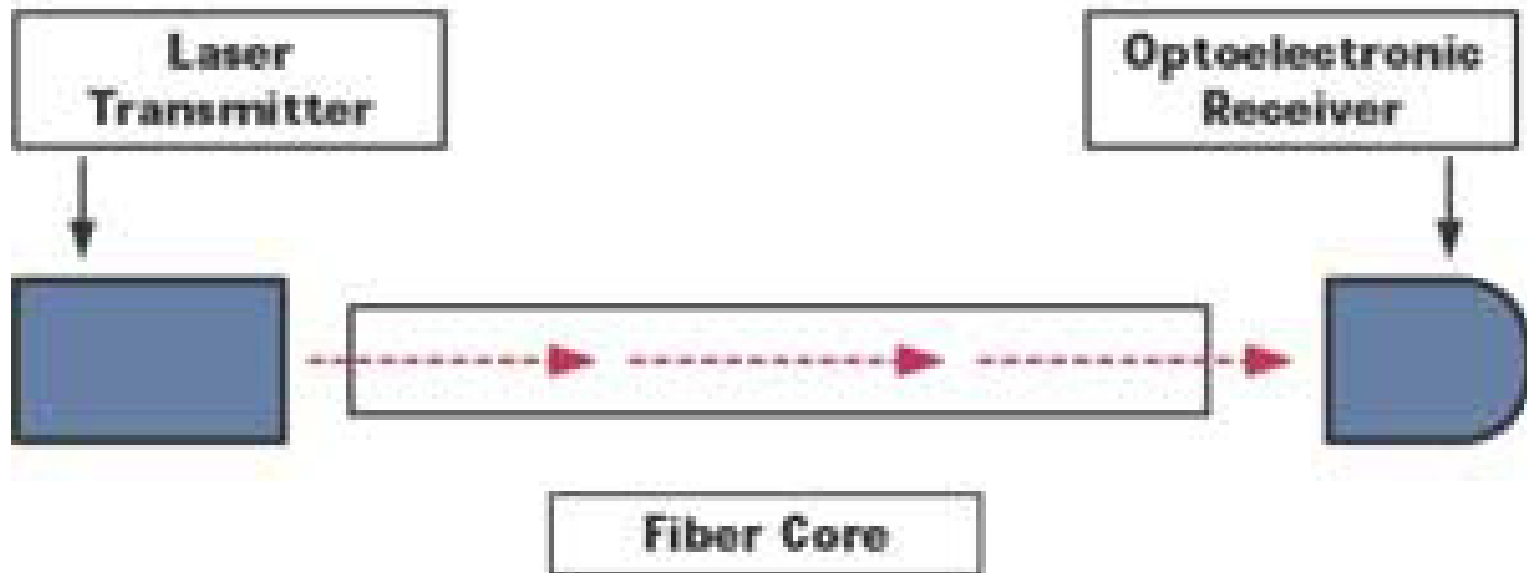 Laser
Transmitter
Optoelectronic
Receiver
Fiber Core